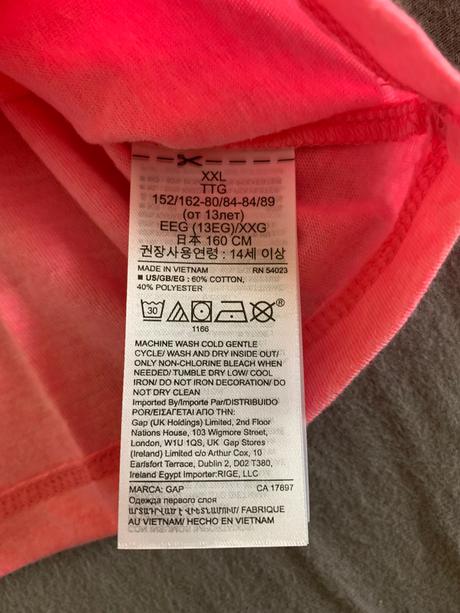 XXL
TTG
152/162-80/84-84/89
(от 13лет)
EEG (13EG)/XXG
日本 160 CM
권장사용연령 : 14세 이상
MADE IN VIETNAM RN 54023
■ US/GB/EG : 60% COTTON,
40% POLYESTER
30
®
1166
MACHINE WASH COLD GENTLE
CYCLE/ WASH AND DRY INSIDE OUT/
ONLY NON-CHLORINE BLEACH WHEN
NEEDED/ TUMBLE DRY LOW/ COOL
IRON/ DO NOT IRON DECORATION/ DO
NOT DRY CLEAN
Imported By/Importe Par/DISTRIBUIDO
POR/ΕΙΣΑΓΕΤΑΙ ΑΠΟ ΤΗΝ:
Gap (UK Holdings) Limited, 2nd Floor
Nations House, 103 Wigmore Street,
London, W1U 1QS, UK Gap Stores
(Ireland) Limited c/o Arthur Cox, 10
Earlsfort Terrace, Dublin 2, D02 T380,
Ireland Egypt Importer:RIGE, LLC
MARCA: GAP CA 17897
Одежда первого слоя
ԱՐՏԱԴՐՎԱԾ Է ՎԻԵՏՆԱՄՈՒՄ/ FABRIQUE
AU VIETNAM/ HECHO EN VIETNAM